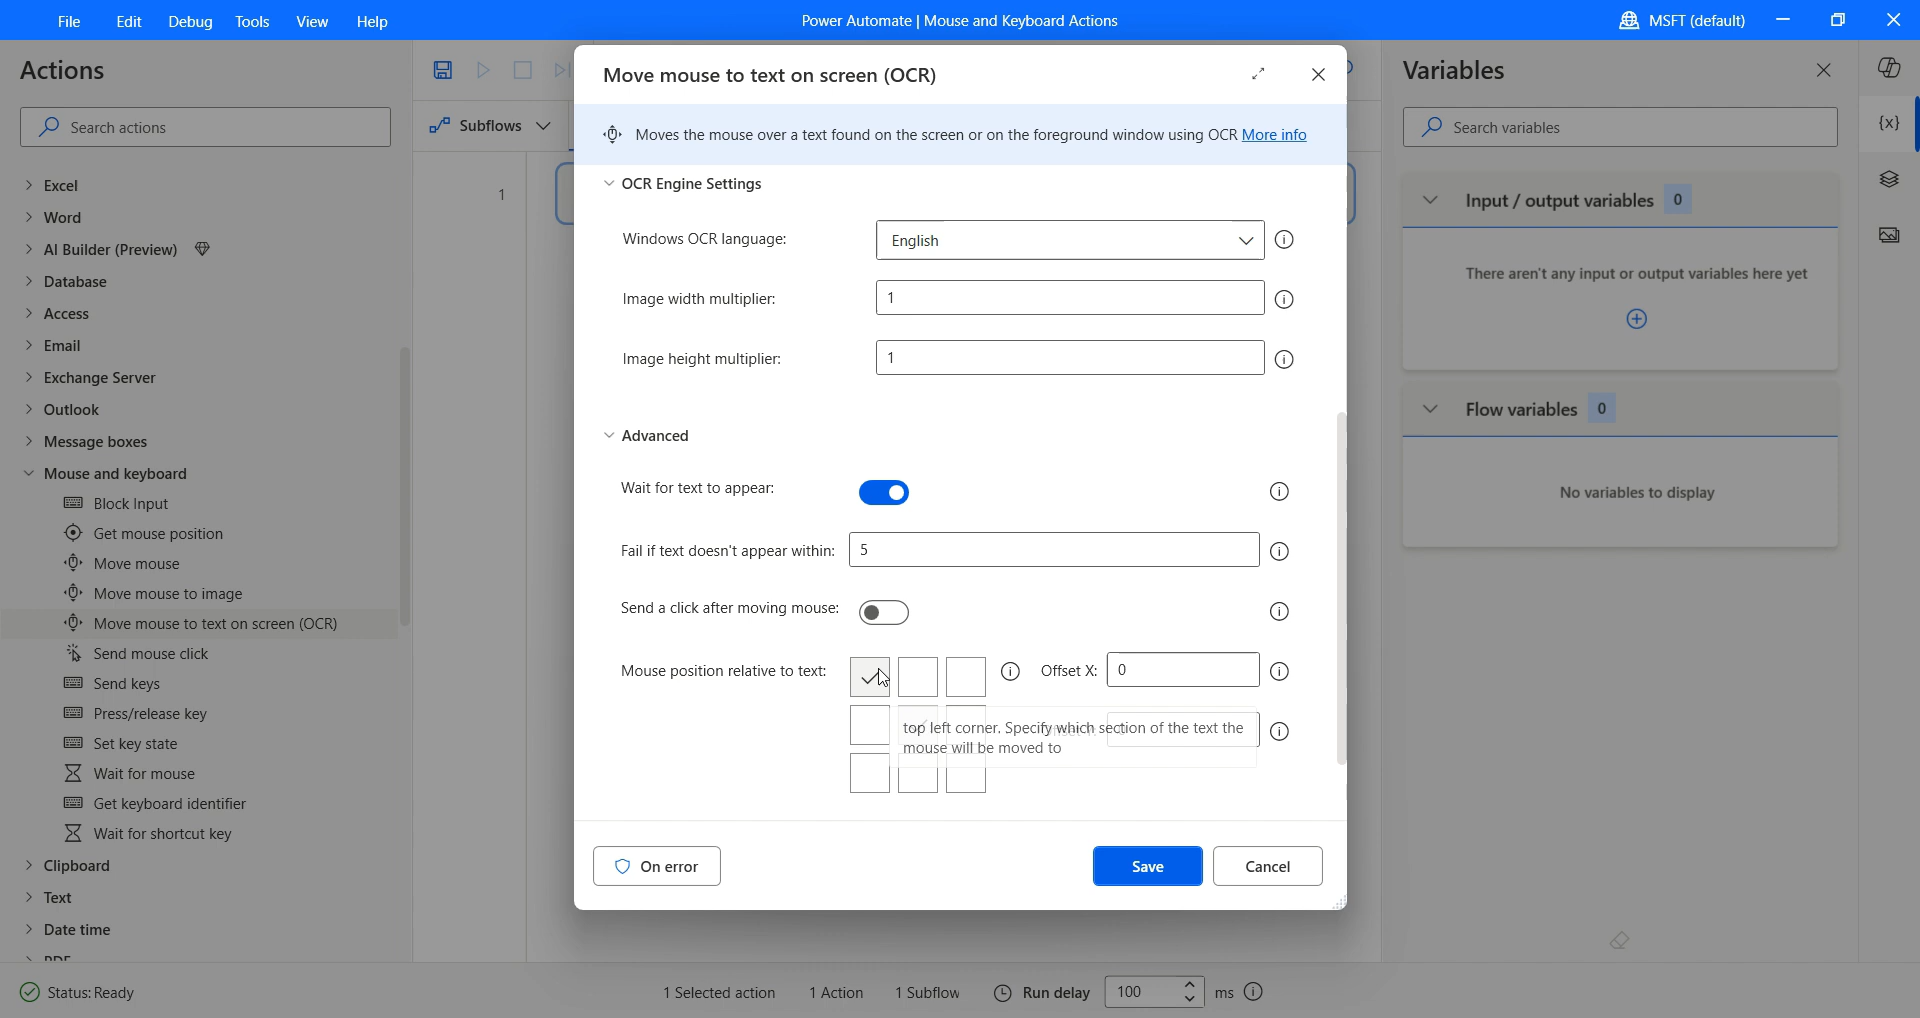 File Edit Debug Tools View Help
Power Automate | Mouse and Keyboard Actions
MSFT (default)
Actions
Search actions
Excel
Word
AI Builder (Preview)
Database
Access
Email
Exchange Server
Outlook
Message boxes
Mouse and keyboard
Block Input
Get mouse position
Move mouse
Move mouse to image
Move mouse to text on screen (OCR)
Send mouse click
Send keys
Press/release key
Set key state
Wait for mouse
Get keyboard identifier
Wait for shortcut key
Clipboard
Text
Date time
Subflows
1
Move mouse to text on screen (OCR)
Moves the mouse over a text found on the screen or on the foreground window using OCR More info
OCR Engine Settings
Windows OCR language: English
Image width multiplier: 1
Image height multiplier: 1
Advanced
Wait for text to appear:
Fail if text doesn't appear within: 5
Send a click after moving mouse:
Mouse position relative to text: Offset X: 0
top left corner. Specify which section of the text the
mouse will be moved to
On error Save Cancel
Variables
Search variables
{x}
Input / output variables 0
There aren't any input or output variables here yet
Flow variables 0
No variables to display
Status: Ready 1 Selected action 1 Action 1 Subflow Run delay 100 ms